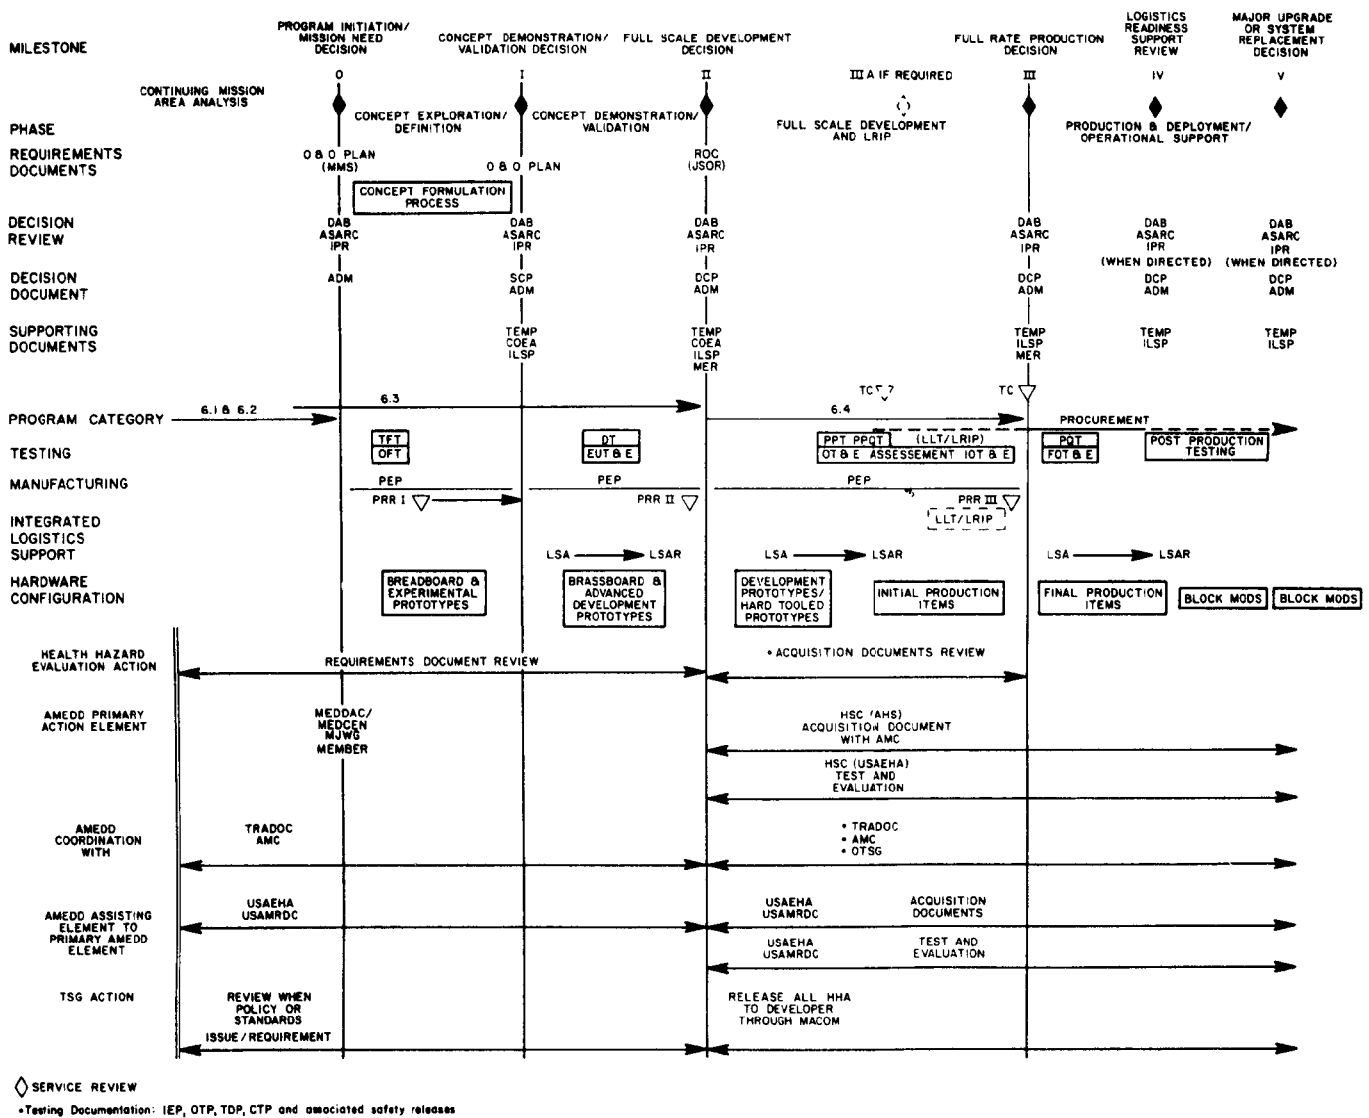 MILESTONE
PROGRAM INITIATION/
MISSION NEED
DECISION
CONCEPT DEMONSTRATION/
VALIDATION DECISION
FULL SCALE DEVELOPMENT
DECISION
FULL RATE PRODUCTION
DECISION
LOGISTICS
READINESS
SUPPORT
REVIEW
MAJOR UPGRADE
OR SYSTEM
REPLACEMENT
DECISION
0 I II III A IF REQUIRED III IV V
CONTINUING MISSION
AREA ANALYSIS
PHASE
CONCEPT EXPLORATION/
DEFINITION
CONCEPT DEMONSTRATION/
VALIDATION
FULL SCALE DEVELOPMENT
AND LRIP
PRODUCTION & DEPLOYMENT/
OPERATIONAL SUPPORT
REQUIREMENTS
DOCUMENTS
O & O PLAN
(MMS)
O & O PLAN
ROC
(JSOR)
CONCEPT FORMULATION
PROCESS
DECISION
REVIEW
DAB
ASARC
IPR
DAB
ASARC
IPR
DAB
ASARC
IPR
DAB
ASARC
IPR
DAB
ASARC
IPR
(WHEN DIRECTED)
DAB
ASARC
IPR
(WHEN DIRECTED)
DECISION
DOCUMENT
ADM
SCP
ADM
DCP
ADM
DCP
ADM
DCP
ADM
DCP
ADM
SUPPORTING
DOCUMENTS
TEMP
COEA
ILSP
TEMP
COEA
ILSP
MER
TEMP
ILSP
MER
TEMP
ILSP
TEMP
ILSP
TC ?
TC
PROGRAM CATEGORY
6.1 & 6.2
6.3
6.4
PROCUREMENT
TESTING
TFT
OFT
DT
EUT & E
PPT PPQT (LLT/LRIP)
OT & E ASSESSEMENT IOT & E
PQT
FOT & E
POST PRODUCTION
TESTING
MANUFACTURING
PEP
PEP
PEP
PRR I
PRR II
PRR III
LLT/LRIP
INTEGRATED
LOGISTICS
SUPPORT
LSA LSAR
LSA LSAR
LSA LSAR
HARDWARE
CONFIGURATION
BREADBOARD &
EXPERIMENTAL
PROTOTYPES
BRASSBOARD &
ADVANCED
DEVELOPMENT
PROTOTYPES
DEVELOPMENT
PROTOTYPES/
HARD TOOLED
PROTOTYPES
INITIAL PRODUCTION
ITEMS
FINAL PRODUCTION
ITEMS
BLOCK MODS
BLOCK MODS
HEALTH HAZARD
EVALUATION ACTION
REQUIREMENTS DOCUMENT REVIEW
• ACQUISITION DOCUMENTS REVIEW
AMEDD PRIMARY
ACTION ELEMENT
MEDDAC/
MEDCEN
MJWG
MEMBER
HSC (AHS)
ACQUISITION DOCUMENT
WITH AMC
HSC (USAEHA)
TEST AND
EVALUATION
AMEDD
COORDINATION
WITH
TRADOC
AMC
• TRADOC
• AMC
• OTSG
AMEDD ASSISTING
ELEMENT TO
PRIMARY AMEDD
ELEMENT
USAEHA
USAMRDC
USAEHA
USAMRDC
ACQUISITION
DOCUMENTS
USAEHA
USAMRDC
TEST AND
EVALUATION
TSG ACTION
REVIEW WHEN
POLICY OR
STANDARDS
ISSUE/REQUIREMENT
RELEASE ALL HHA
TO DEVELOPER
THROUGH MACOM
SERVICE REVIEW
•Testing Documentation: IEP, OTP, TDP, CTP and associated safety releases